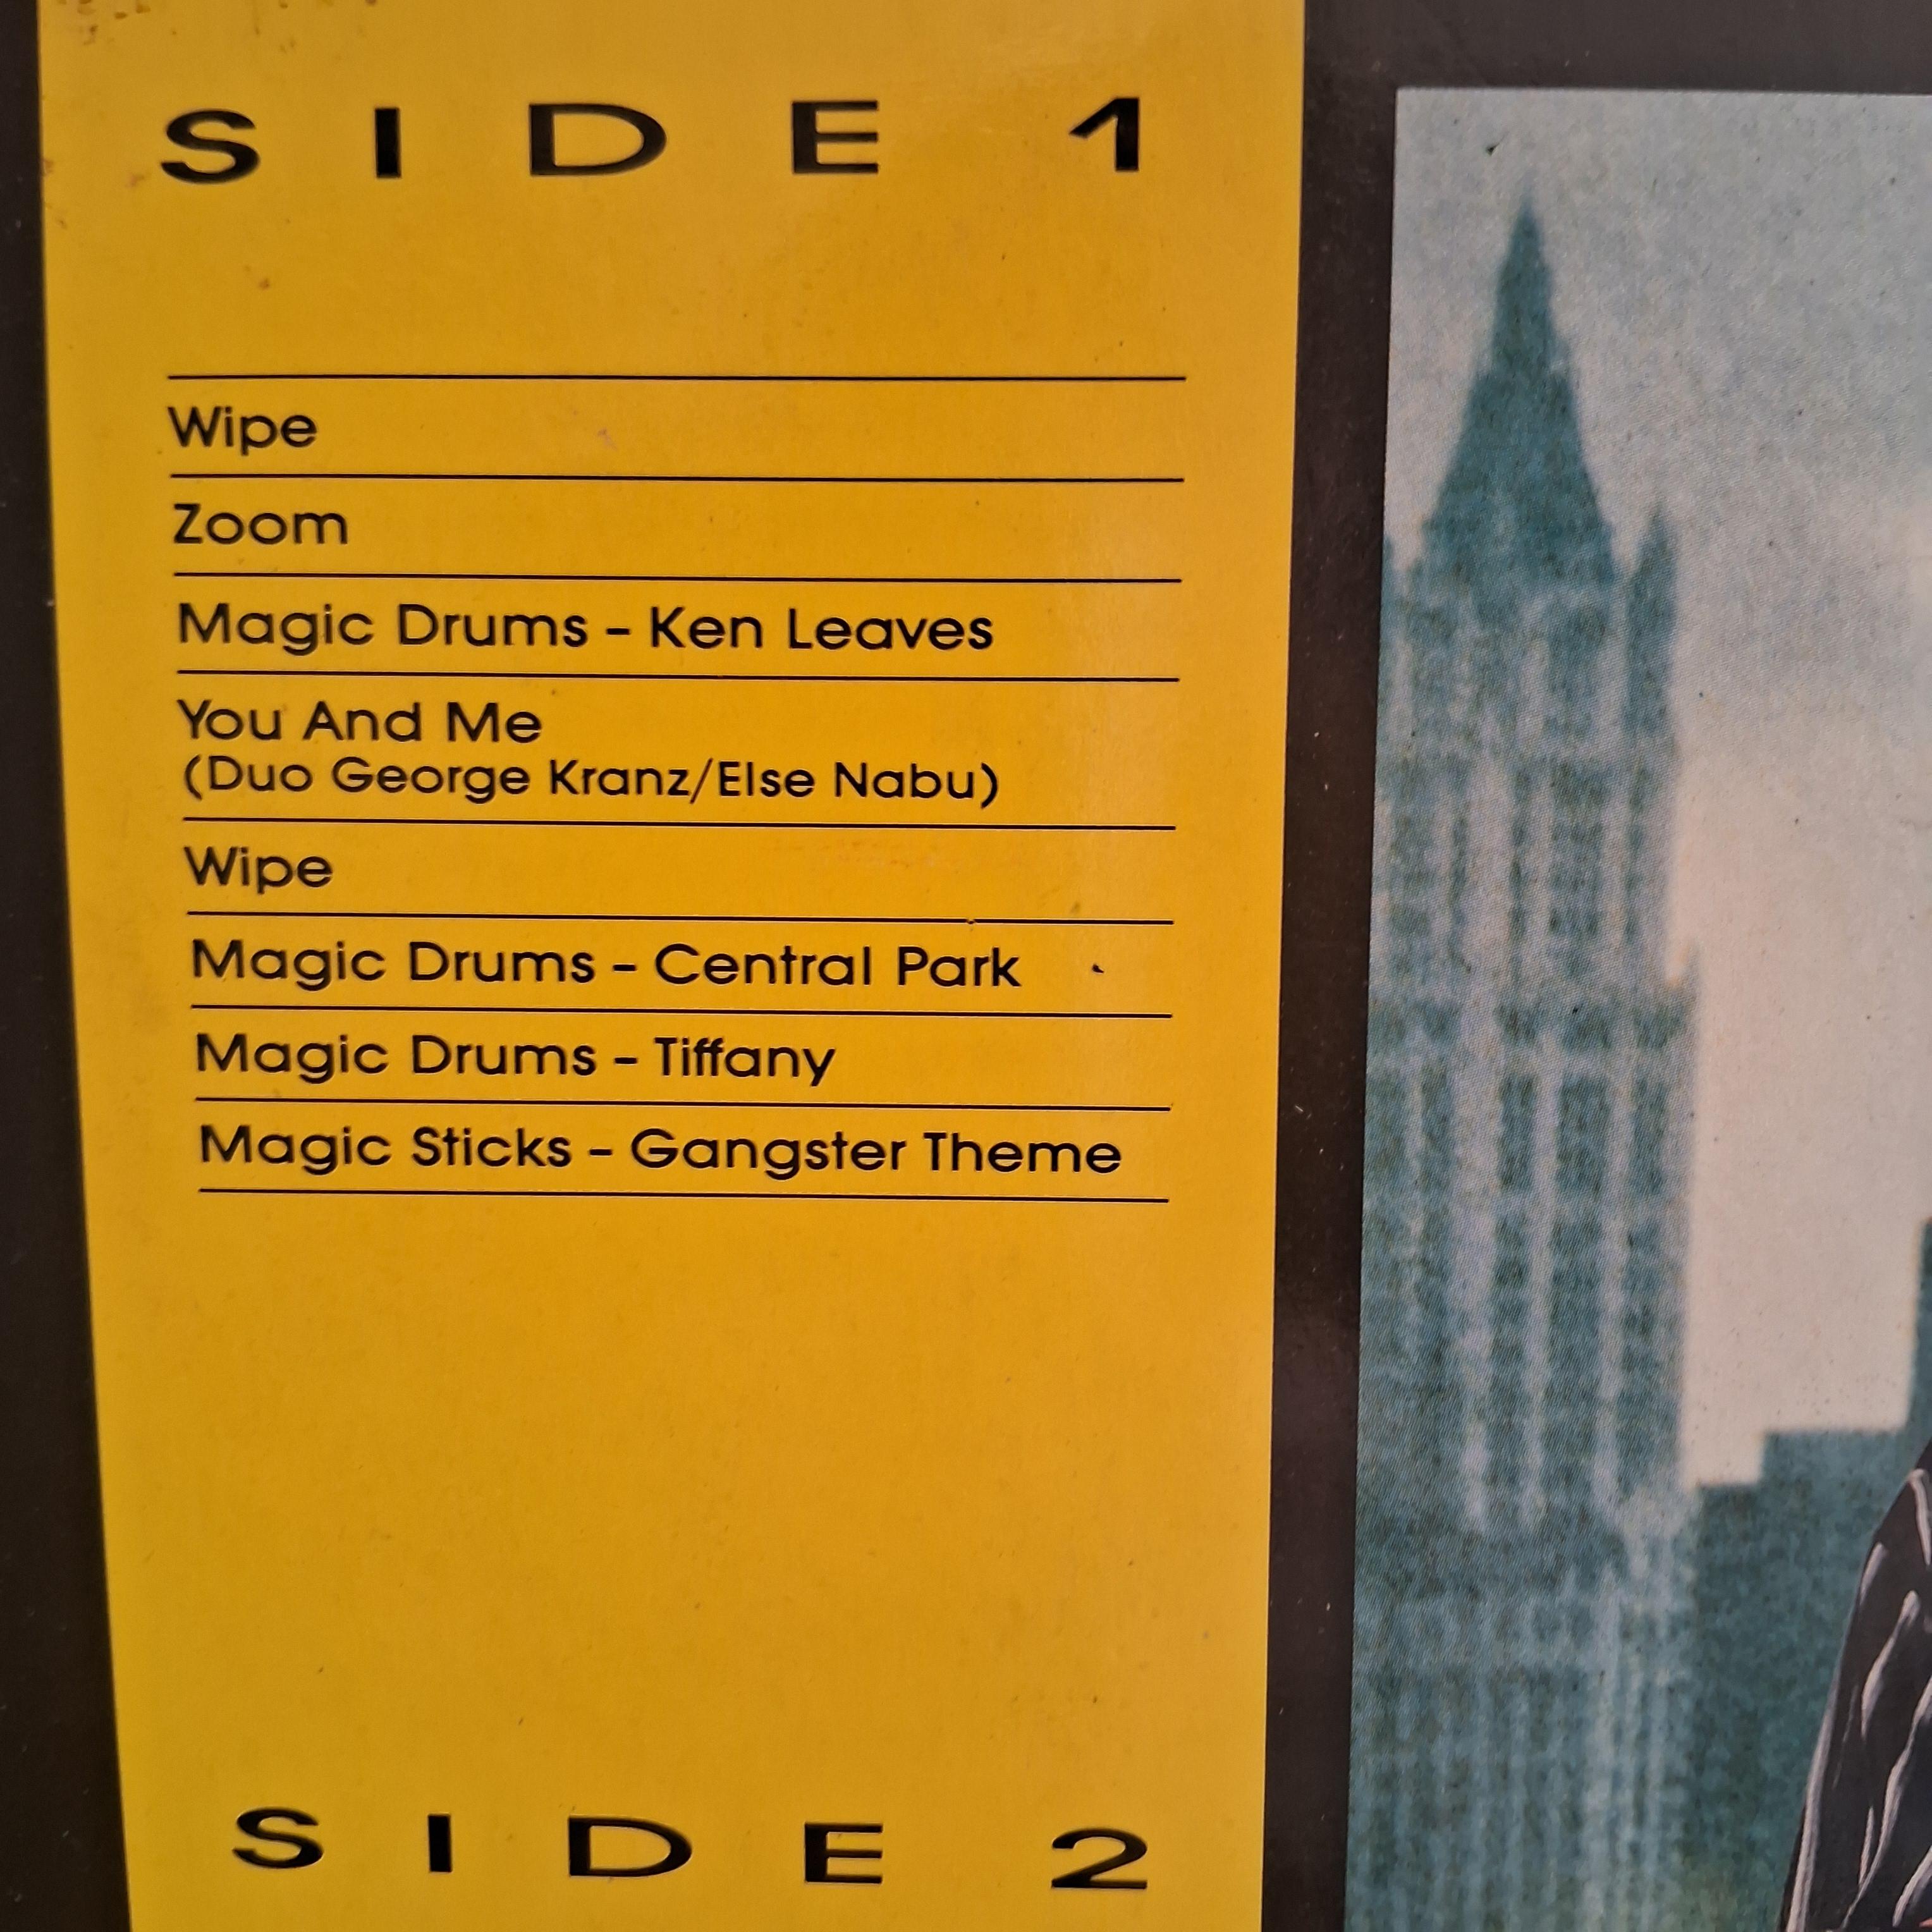 SIDE 1
Wipe
Zoom
Magic Drums – Ken Leaves
You And Me
(Duo George Kranz/Else Nabu)
Wipe
Magic Drums – Central Park
Magic Drums – Tiffany
Magic Sticks – Gangster Theme
SIDE 2